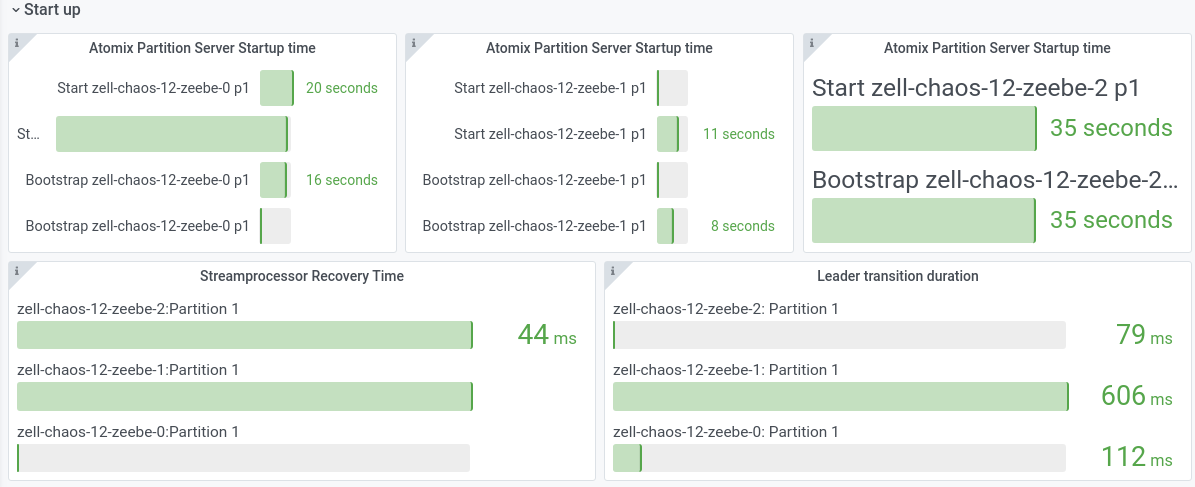 Start up
Atomix Partition Server Startup time
Start zell-chaos-12-zeebe-0 p1
20 seconds
St…
Bootstrap zell-chaos-12-zeebe-0 p1
16 seconds
Bootstrap zell-chaos-12-zeebe-0 p1
Atomix Partition Server Startup time
Start zell-chaos-12-zeebe-1 p1
Start zell-chaos-12-zeebe-1 p1
11 seconds
Bootstrap zell-chaos-12-zeebe-1 p1
Bootstrap zell-chaos-12-zeebe-1 p1
8 seconds
Atomix Partition Server Startup time
Start zell-chaos-12-zeebe-2 p1
35 seconds
Bootstrap zell-chaos-12-zeebe-2…
35 seconds
Streamprocessor Recovery Time
zell-chaos-12-zeebe-2:Partition 1
44 ms
zell-chaos-12-zeebe-1:Partition 1
zell-chaos-12-zeebe-0:Partition 1
Leader transition duration
zell-chaos-12-zeebe-2: Partition 1
79 ms
zell-chaos-12-zeebe-1: Partition 1
606 ms
zell-chaos-12-zeebe-0: Partition 1
112 ms